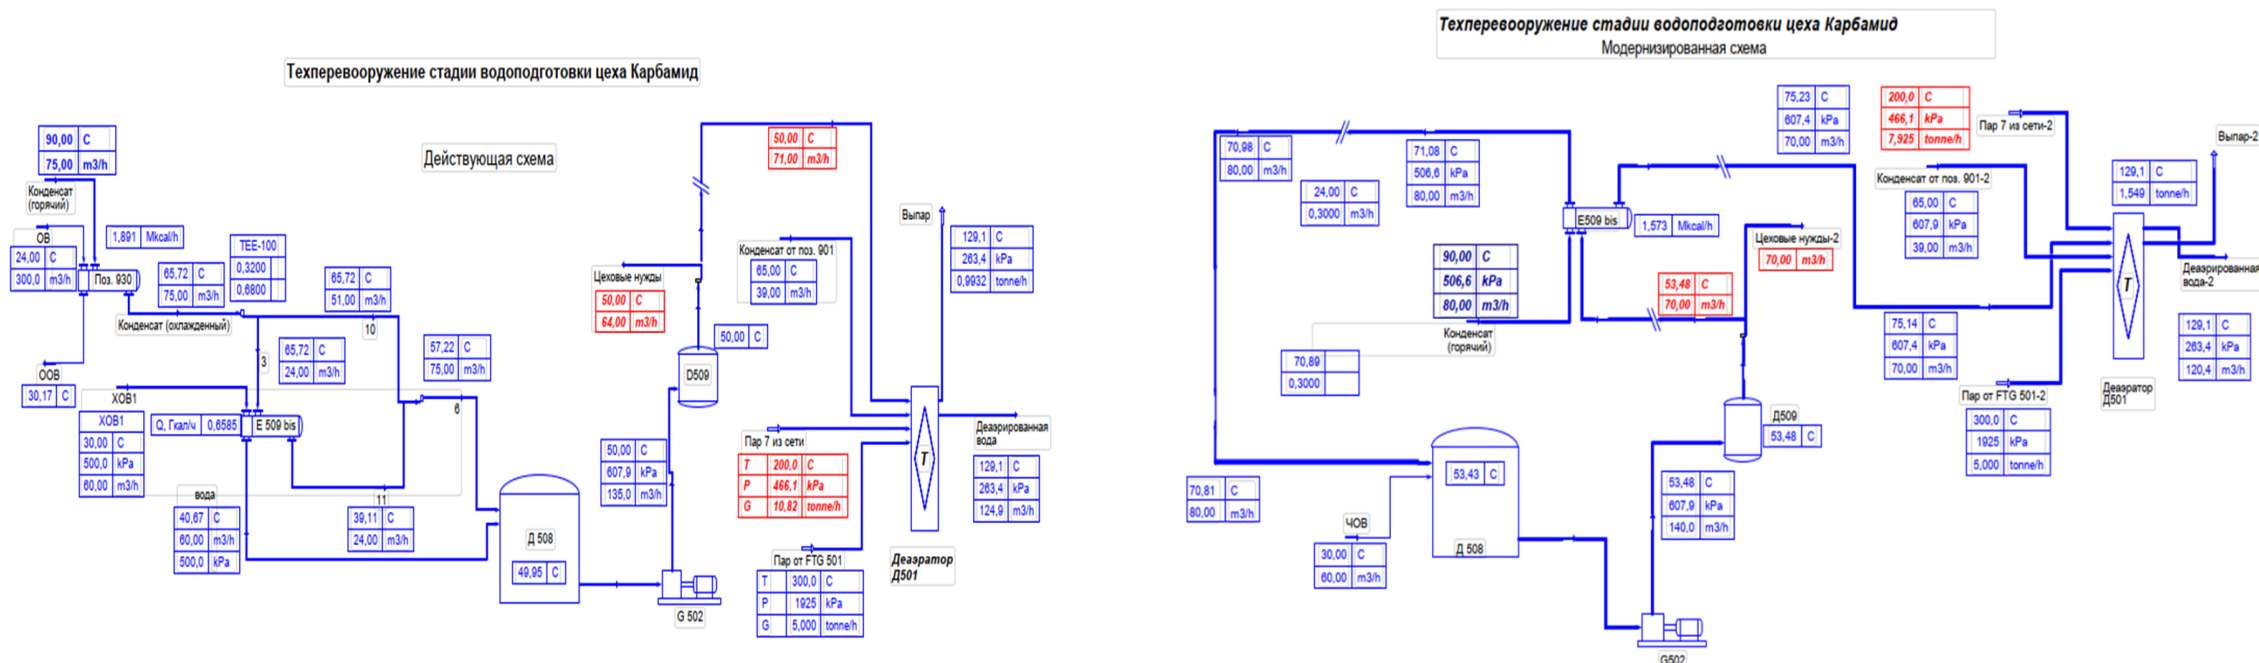 Техперевооружение стадии водоподготовки цеха Карбамид
Действующая схема
90,00 C
75,00 m3/h
Конденсат
(горячий)
ОВ
24,00 C
300,0 m3/h
1,891 Mkcal/h
Поз. 930
65,72 C
75,00 m3/h
TEE-100
0,3200
0,6800
65,72 C
51,00 m3/h
Конденсат (охлажденный)
10
3
65,72 C
24,00 m3/h
57,22 C
75,00 m3/h
ООВ
30,17 C
ХОВ1
ХОВ1
30,00 C
500,0 kPa
60,00 m3/h
Q, Гкал/ч 0,6585
E 509 bis
6
вода
40,67 C
60,00 m3/h
500,0 kPa
11
39,11 C
24,00 m3/h
Д 508
49,95 C
G 502
50,00 C
607,9 kPa
135,0 m3/h
D509
50,00 C
Цеховые нужды
50,00 C
64,00 m3/h
50,00 C
71,00 m3/h
Конденсат от поз. 901
65,00 C
39,00 m3/h
Выпар
129,1 C
263,4 kPa
0,9932 tonne/h
Пар 7 из сети
T 200,0 C
P 466,1 kPa
G 10,82 tonne/h
Пар от FTG 501
T 300,0 C
P 1925 kPa
G 5,000 tonne/h
T
Деаэратор
Д501
Деаэрированная
вода
129,1 C
263,4 kPa
124,9 m3/h
Техперевооружение стадии водоподготовки цеха Карбамид
Модернизированная схема
70,98 C
80,00 m3/h
24,00 C
0,3000 m3/h
71,08 C
506,6 kPa
80,00 m3/h
E509 bis
1,573 Mkcal/h
90,00 C
506,6 kPa
80,00 m3/h
Конденсат
(горячий)
70,89
0,3000
53,48 C
70,00 m3/h
Цеховые нужды-2
70,00 m3/h
75,23 C
607,4 kPa
70,00 m3/h
200,0 C
466,1 kPa
7,925 tonne/h
Пар 7 из сети-2
Конденсат от поз. 901-2
65,00 C
607,9 kPa
39,00 m3/h
Выпар-2
129,1 C
1,549 tonne/h
T
Деаэрированная
вода-2
129,1 C
263,4 kPa
120,4 m3/h
75,14 C
607,4 kPa
70,00 m3/h
Деаэратор
Д501
Пар от FTG 501-2
300,0 C
1925 kPa
5,000 tonne/h
70,81 C
80,00 m3/h
ЧОВ
30,00 C
60,00 m3/h
53,43 C
Д 508
Д509
53,48 C
53,48 C
607,9 kPa
140,0 m3/h
G502